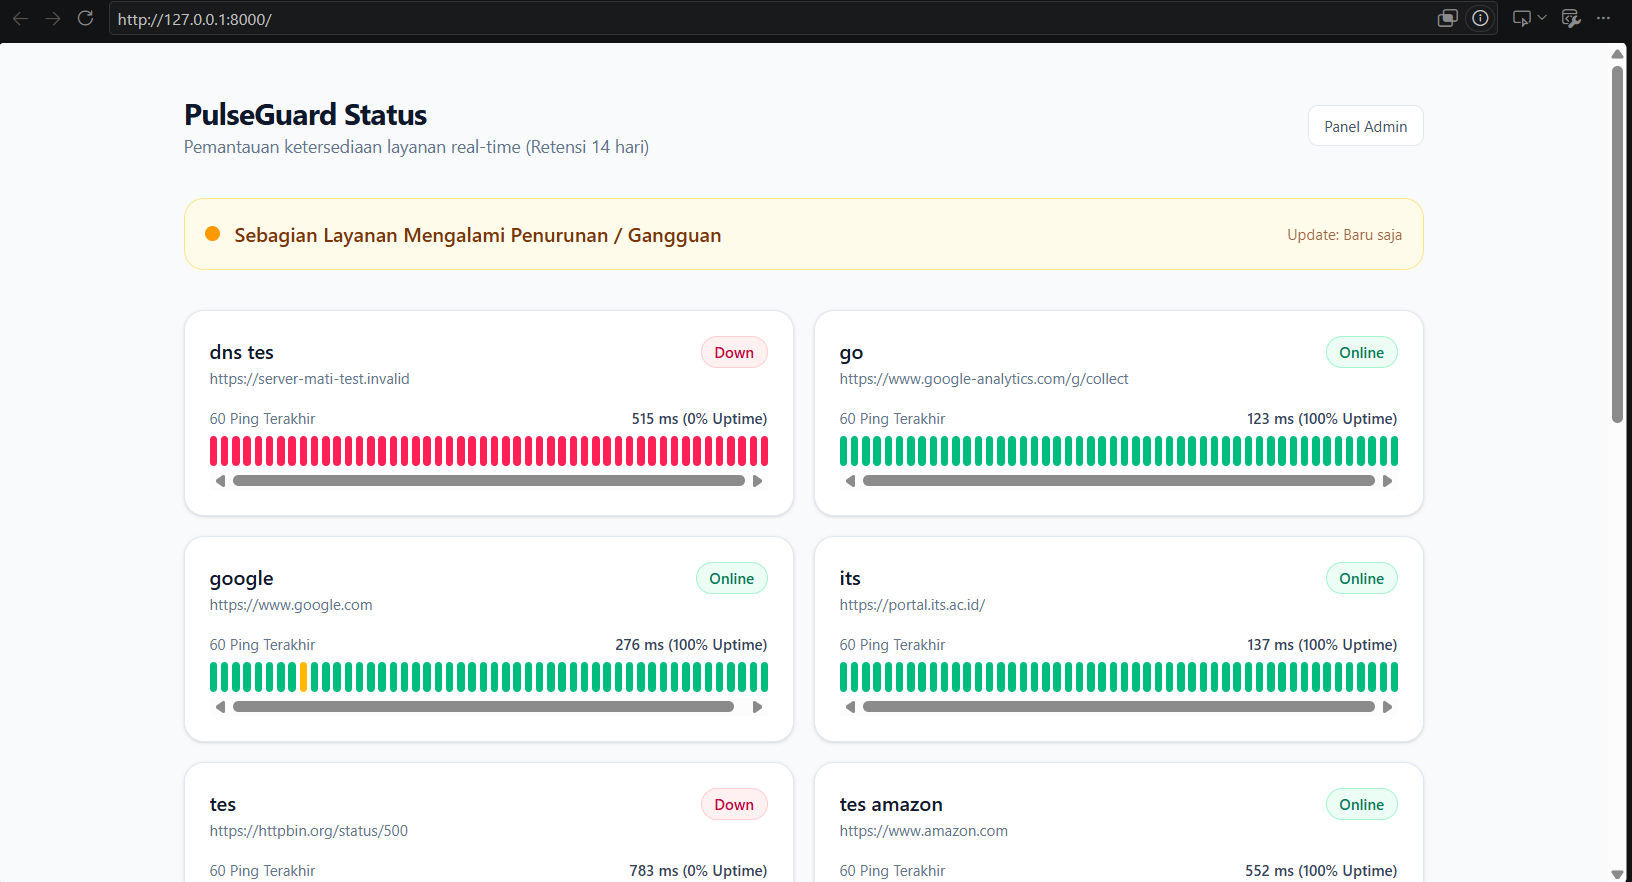 http://127.0.0.1:8000/
PulseGuard Status
Pemantauan ketersediaan layanan real-time (Retensi 14 hari)
Panel Admin
Sebagian Layanan Mengalami Penurunan / Gangguan
Update: Baru saja
dns tes
Down
https://server-mati-test.invalid
60 Ping Terakhir
515 ms (0% Uptime)
go
Online
https://www.google-analytics.com/g/collect
60 Ping Terakhir
123 ms (100% Uptime)
google
Online
https://www.google.com
60 Ping Terakhir
276 ms (100% Uptime)
its
Online
https://portal.its.ac.id/
60 Ping Terakhir
137 ms (100% Uptime)
tes
Down
https://httpbin.org/status/500
60 Ping Terakhir
783 ms (0% Uptime)
tes amazon
Online
https://www.amazon.com
60 Ping Terakhir
552 ms (100% Uptime)